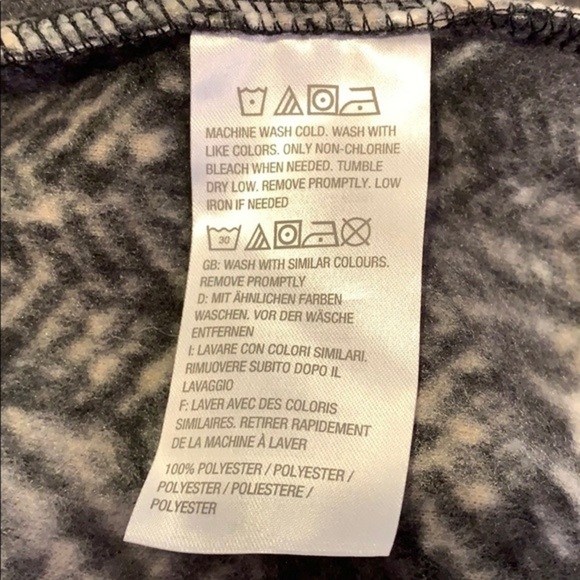 MACHINE WASH COLD. WASH WITH
LIKE COLORS. ONLY NON-CHLORINE
BLEACH WHEN NEEDED. TUMBLE
DRY LOW. REMOVE PROMPTLY. LOW
IRON IF NEEDED
30
GB: WASH WITH SIMILAR COLOURS.
REMOVE PROMPTLY
D: MIT ÄHNLICHEN FARBEN
WASCHEN. VOR DER WÄSCHE
ENTFERNEN
I: LAVARE CON COLORI SIMILARI.
RIMUOVERE SUBITO DOPO IL
LAVAGGIO
F: LAVER AVEC DES COLORIS
SIMILAIRES. RETIRER RAPIDEMENT
DE LA MACHINE À LAVER
100% POLYESTER / POLYESTER /
POLYESTER / POLIESTERE /
POLYESTER